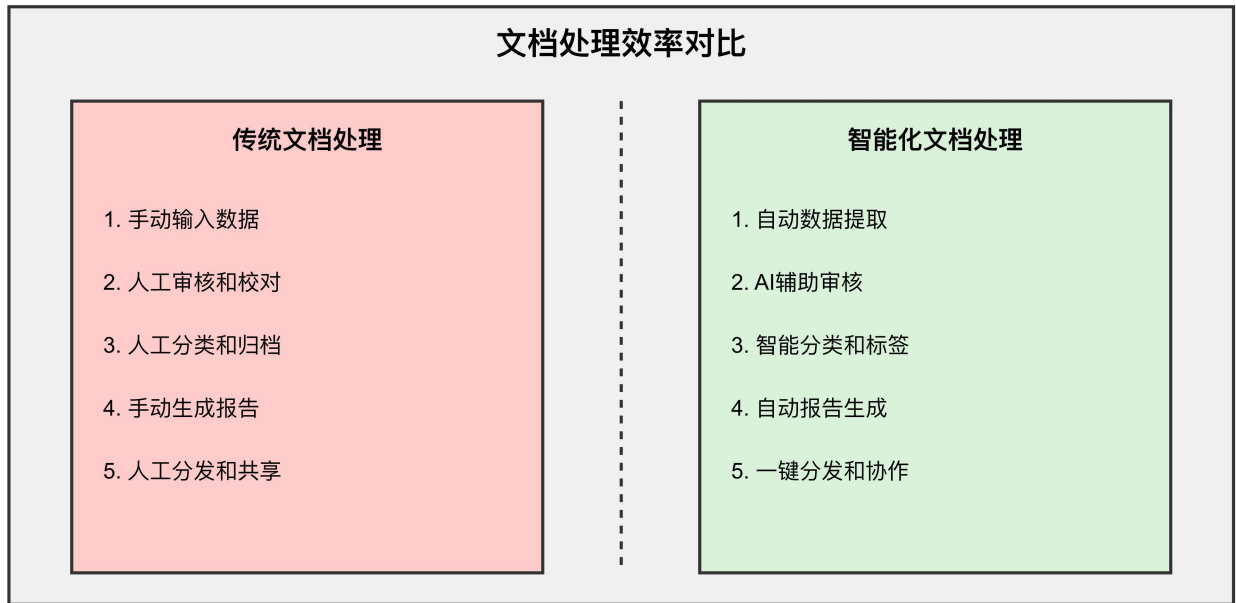 文档处理效率对比
传统文档处理
1. 手动输入数据
2. 人工审核和校对
3. 人工分类和归档
4. 手动生成报告
5. 人工分发和共享
智能化文档处理
1. 自动数据提取
2. AI辅助审核
3. 智能分类和标签
4. 自动报告生成
5. 一键分发和协作